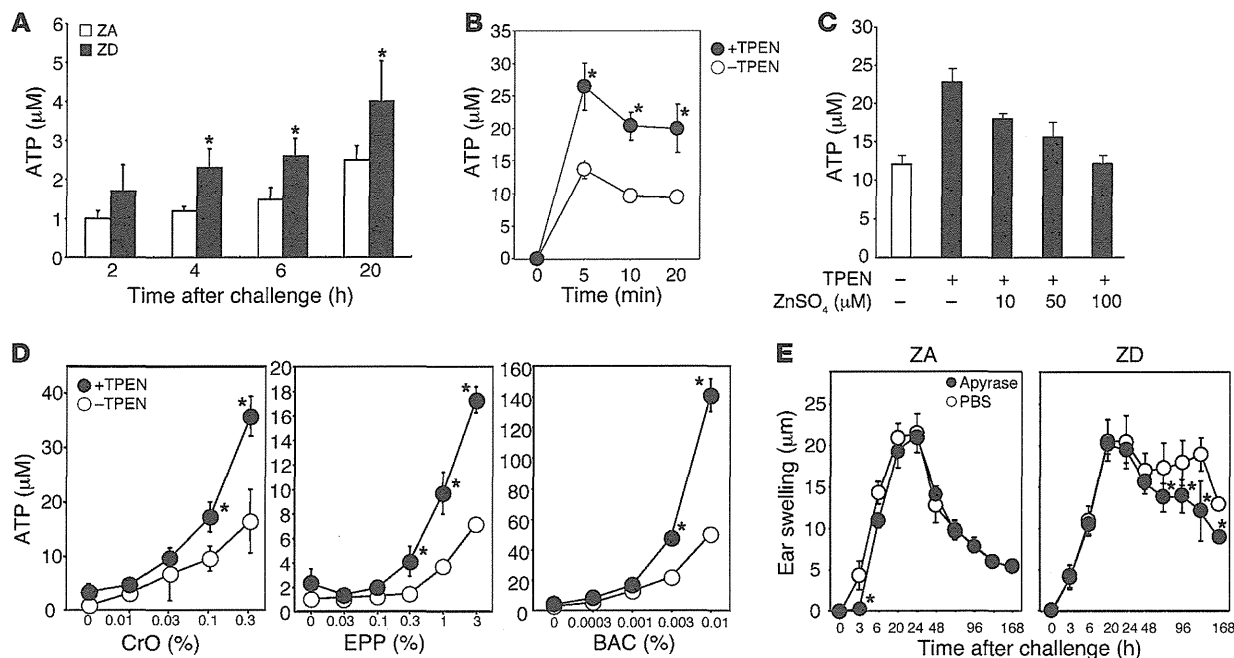 A
ZA
ZD
ATP (μM)
6
5
4
3
2
1
0
* * *
2 4 6 20
Time after challenge (h)
B
+TPEN
−TPEN
ATP (μM)
35
30
25
20
15
10
5
0
* * *
0 5 10 20
Time (min)
C
ATP (μM)
30
25
20
15
10
5
0
TPEN − + + + +
ZnSO4 (μM) − − 10 50 100
D
+TPEN
−TPEN
ATP (μM)
40
30
20
10
0
* *
0 0.01 0.03 0.1 0.3
CrO (%)
20
18
16
14
12
10
8
6
4
2
0
* * *
0 0.03 0.1 0.3 1 3
EPP (%)
160
140
120
100
80
60
40
20
0
* *
0 0.0003 0.001 0.003 0.01
BAC (%)
E
ZA
ZD
Apyrase
PBS
Ear swelling (μm)
25
20
15
10
5
0
*
* * * *
0 3 6 20 24 48 96 168
0 3 6 20 24 48 96 168
Time after challenge (h)